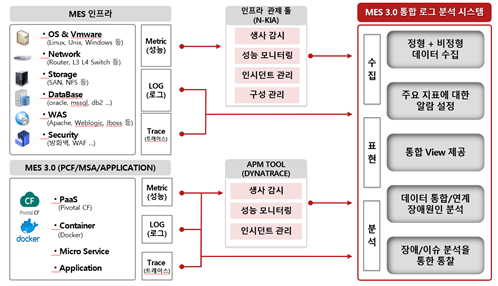 MES 인프라
OS & Vmware
(Linux, Unix, Windows 등)
Network
(Router, L3 L4 Switch 등)
Storage
(SAN, NFS 등)
DataBase
(oracle, mssql, db2 ...)
WAS
(Apache, Weblogic, Jboss 등)
Security
(방화벽, WAF ...)
Metric
(성능)
LOG
(로그)
Trace
(트레이스)
인프라 관제 툴
(N-KIA)
생사 감시
성능 모니터링
인시던트 관리
구성 관리
MES 3.0 (PCF/MSA/APPLICATION)
CF
Pivotal CF
docker
PaaS
(Pivotal CF)
Container
(Docker)
Micro Service
Application
Metric
(성능)
LOG
(로그)
Trace
(트레이스)
APM TOOL
(DYNATRACE)
생사 감시
성능 모니터링
인시던트 관리
MES 3.0 통합 로그 분석 시스템
수집
표현
분석
정형 + 비정형
데이터 수집
주요 지표에 대한
알람 설정
통합 View 제공
데이터 통합/연계
장애원인 분석
장애/이슈 분석을
통한 통찰